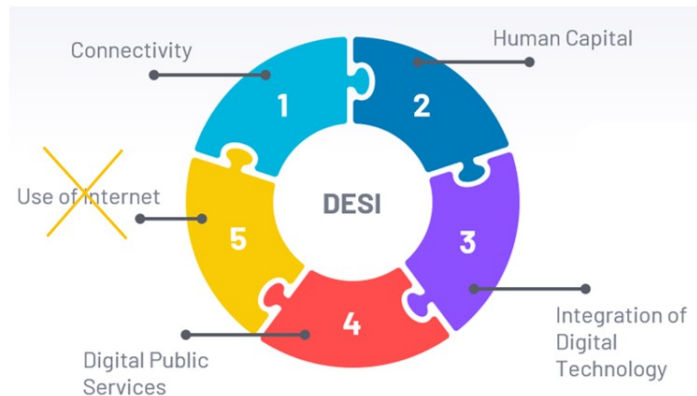 Connectivity
Human Capital
1
2
Use of Internet
DESI
5
3
4
Integration of
Digital
Technology
Digital Public
Services